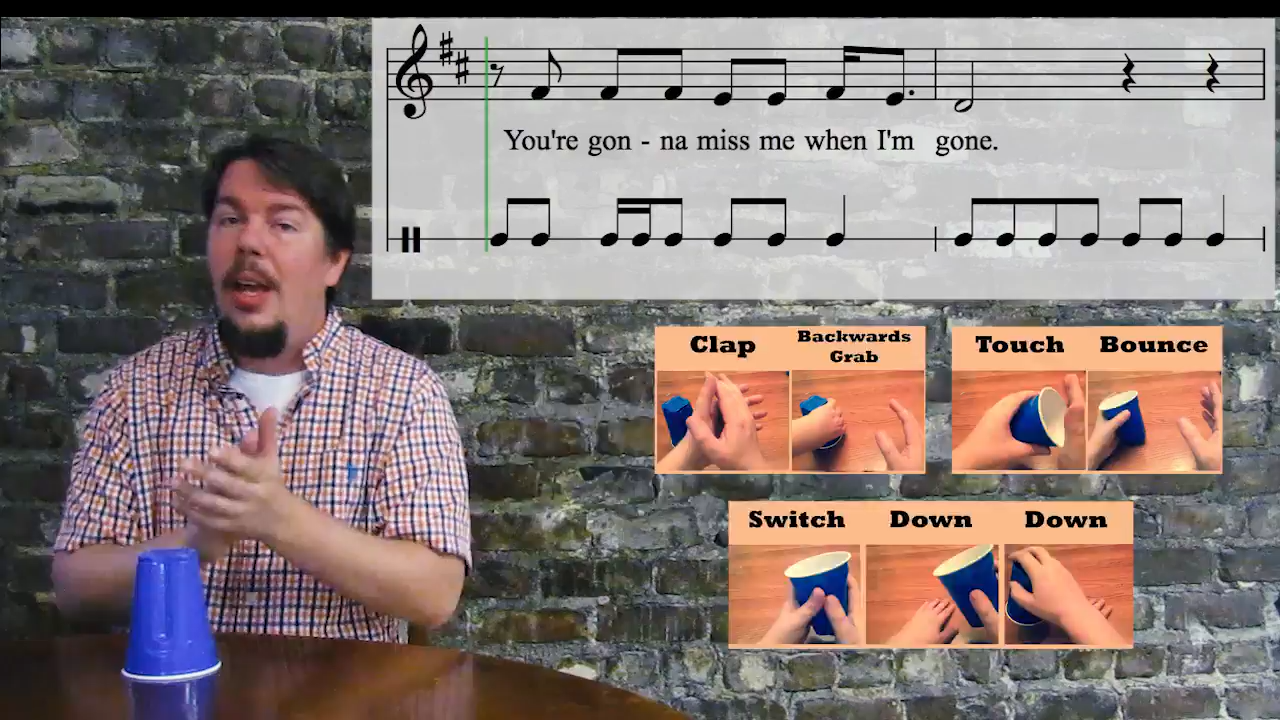 You're gon - na miss me when I'm gone.
Clap
Backwards
Grab
Touch
Bounce
Switch
Down
Down